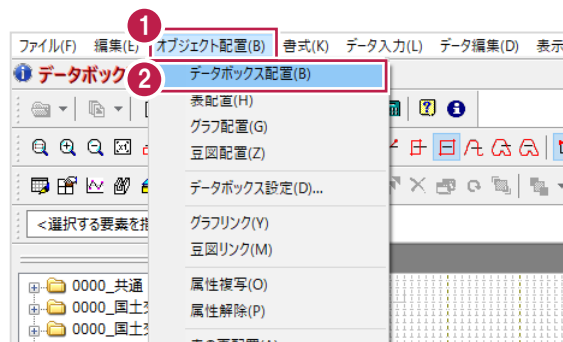 1
ファイル(F) 編集(E) オブジェクト配置(B) 書式(K) データ入力(L) データ編集(D) 表示
データボック
2
データボックス配置(B)
表配置(H)
グラフ配置(G)
豆図配置(Z)
データボックス設定(D)...
<選択する要素を指
グラフリンク(Y)
豆図リンク(M)
0000_共通
属性複写(O)
0000_国土交
属性解除(P)
0000_国土交